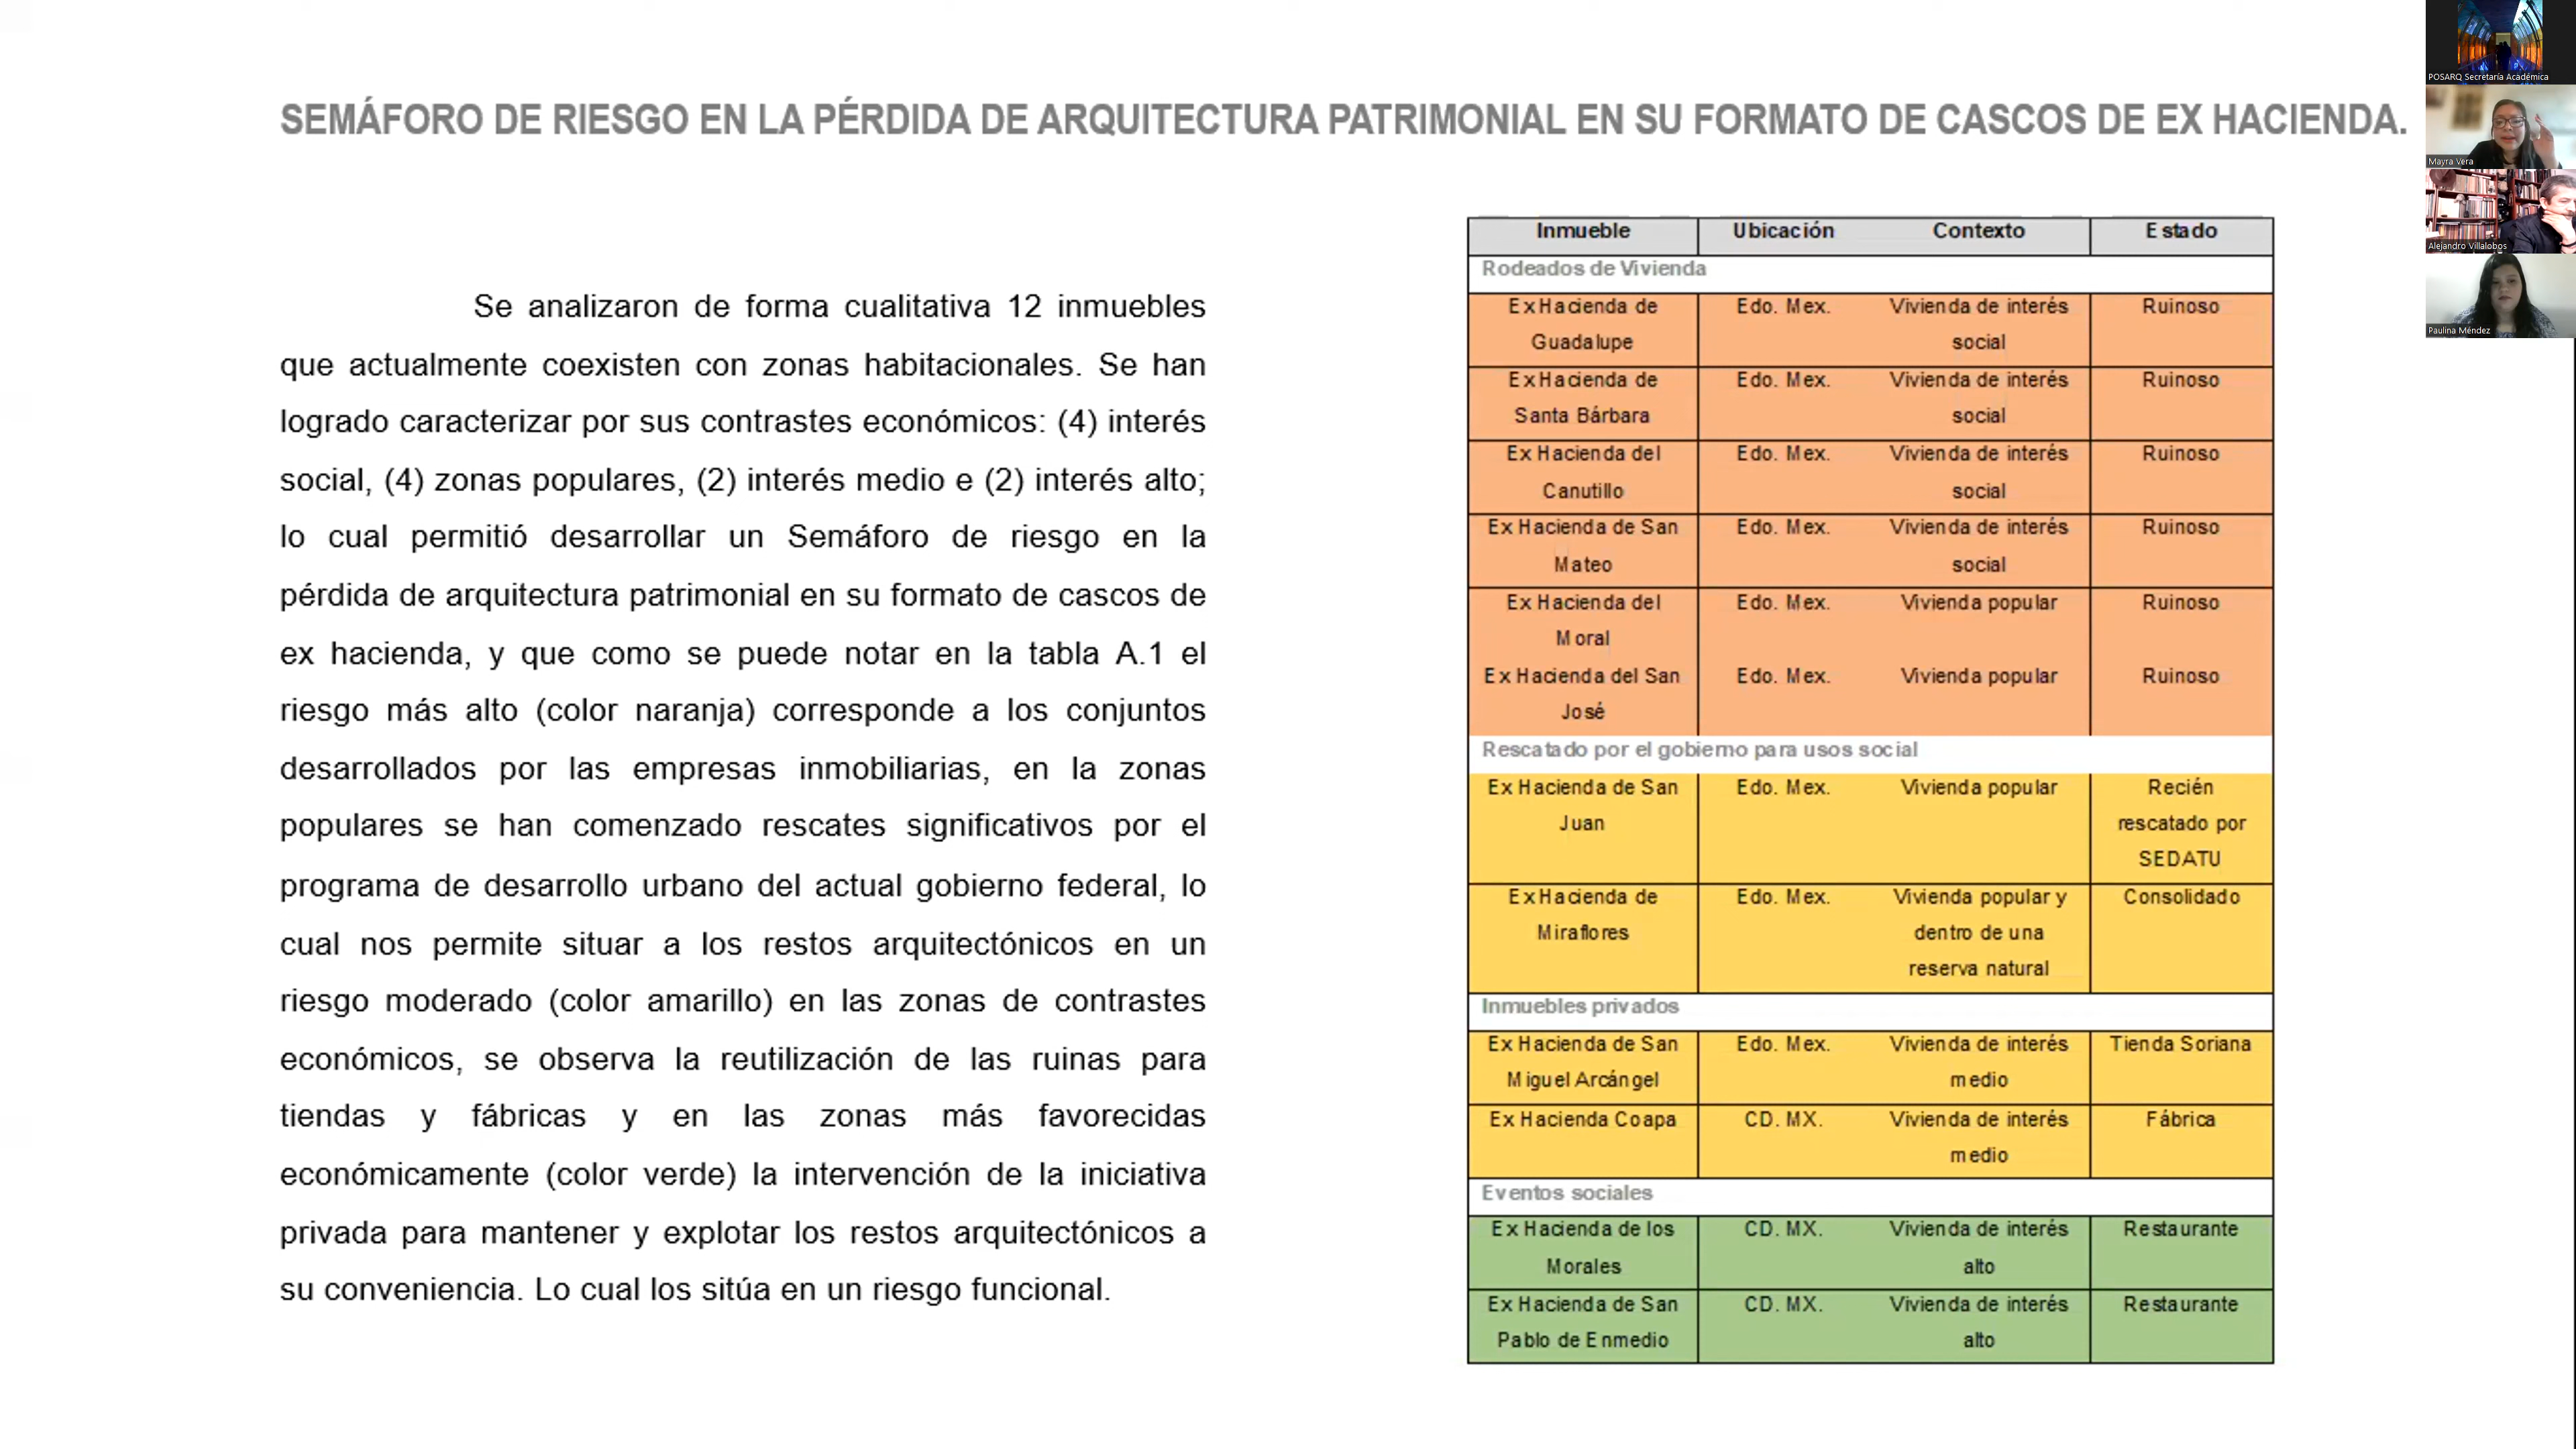 SEMÁFORO DE RIESGO EN LA PÉRDIDA DE ARQUITECTURA PATRIMONIAL EN SU FORMATO DE CASCOS DE EX HACIENDA.
Se analizaron de forma cualitativa 12 inmuebles
que actualmente coexisten con zonas habitacionales. Se han
logrado caracterizar por sus contrastes económicos: (4) interés
social, (4) zonas populares, (2) interés medio e (2) interés alto;
lo cual permitió desarrollar un Semáforo de riesgo en la
pérdida de arquitectura patrimonial en su formato de cascos de
ex hacienda, y que como se puede notar en la tabla A.1 el
riesgo más alto (color naranja) corresponde a los conjuntos
desarrollados por las empresas inmobiliarias, en la zonas
populares se han comenzado rescates significativos por el
programa de desarrollo urbano del actual gobierno federal, lo
cual nos permite situar a los restos arquitectónicos en un
riesgo moderado (color amarillo) en las zonas de contrastes
económicos, se observa la reutilización de las ruinas para
tiendas y fábricas y en las zonas más favorecidas
económicamente (color verde) la intervención de la iniciativa
privada para mantener y explotar los restos arquitectónicos a
su conveniencia. Lo cual los sitúa en un riesgo funcional.
Inmueble Ubicación Contexto Estado
Rodeados de Vivienda
Ex Hacienda de Edo. Mex. Vivienda de interés Ruinoso
Guadalupe social
Ex Hacienda de Edo. Mex. Vivienda de interés Ruinoso
Santa Bárbara social
Ex Hacienda del Edo. Mex. Vivienda de interés Ruinoso
Canutillo social
Ex Hacienda de San Edo. Mex. Vivienda de interés Ruinoso
Mateo social
Ex Hacienda del Edo. Mex. Vivienda popular Ruinoso
Moral
Ex Hacienda del San Edo. Mex. Vivienda popular Ruinoso
José
Rescatado por el gobierno para usos social
Ex Hacienda de San Edo. Mex. Vivienda popular Recién
Juan rescatado por
SEDATU
Ex Hacienda de Edo. Mex. Vivienda popular y Consolidado
Miraflores dentro de una
reserva natural
Inmuebles privados
Ex Hacienda de San Edo. Mex. Vivienda de interés Tienda Soriana
Miguel Arcángel medio
Ex Hacienda Coapa CD. MX. Vivienda de interés Fábrica
medio
Eventos sociales
Ex Hacienda de los CD. MX. Vivienda de interés Restaurante
Morales alto
Ex Hacienda de San CD. MX. Vivienda de interés Restaurante
Pablo de Enmedio alto
POSARQ Secretaría Académica
Mayra Vera
Alejandro Villalobos
Paulina Méndez